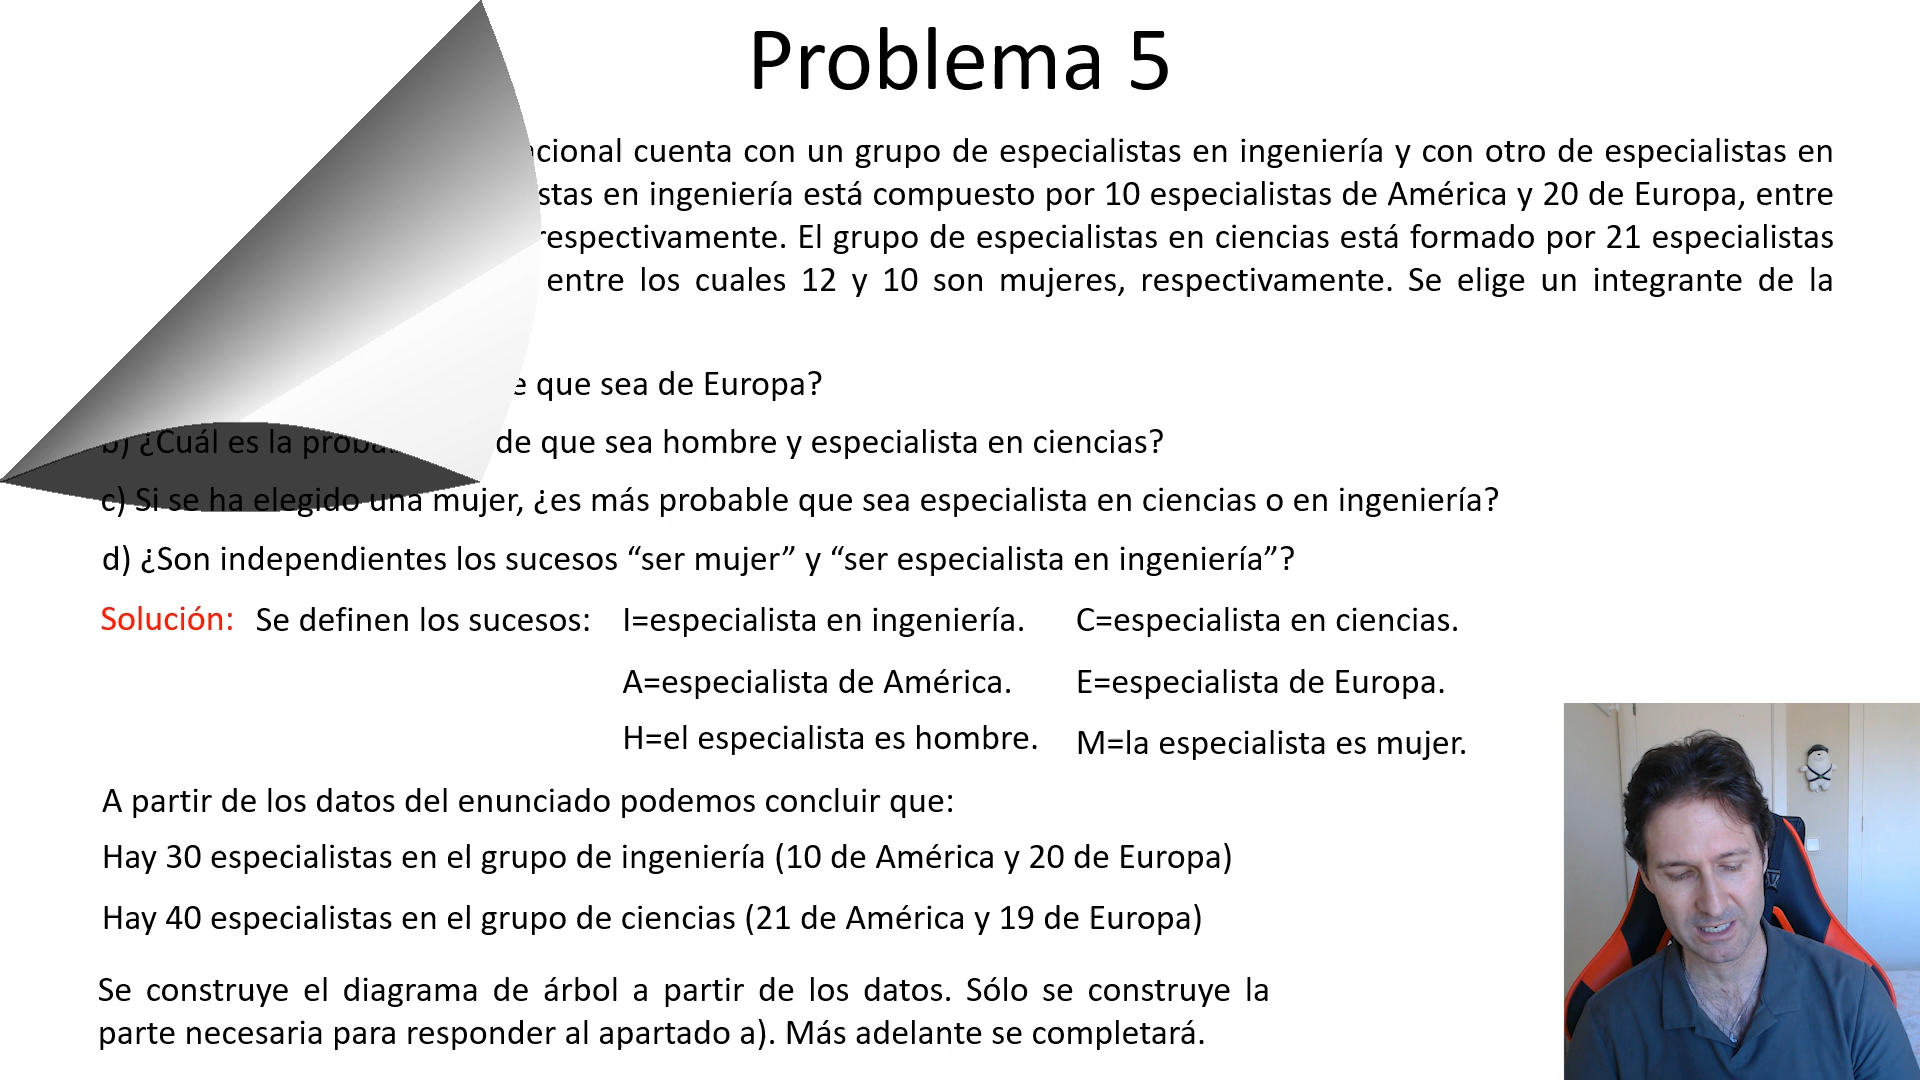 Problema 5
cional cuenta con un grupo de especialistas en ingeniería y con otro de especialistas en
stas en ingeniería está compuesto por 10 especialistas de América y 20 de Europa, entre
respectivamente. El grupo de especialistas en ciencias está formado por 21 especialistas
entre los cuales 12 y 10 son mujeres, respectivamente. Se elige un integrante de la
e que sea de Europa?
b) ¿Cuál es la proba de que sea hombre y especialista en ciencias?
c) Si se ha elegido una mujer, ¿es más probable que sea especialista en ciencias o en ingeniería?
d) ¿Son independientes los sucesos “ser mujer” y “ser especialista en ingeniería”?
Solución: Se definen los sucesos: I=especialista en ingeniería. C=especialista en ciencias.
A=especialista de América. E=especialista de Europa.
H=el especialista es hombre. M=la especialista es mujer.
A partir de los datos del enunciado podemos concluir que:
Hay 30 especialistas en el grupo de ingeniería (10 de América y 20 de Europa)
Hay 40 especialistas en el grupo de ciencias (21 de América y 19 de Europa)
Se construye el diagrama de árbol a partir de los datos. Sólo se construye la
parte necesaria para responder al apartado a). Más adelante se completará.